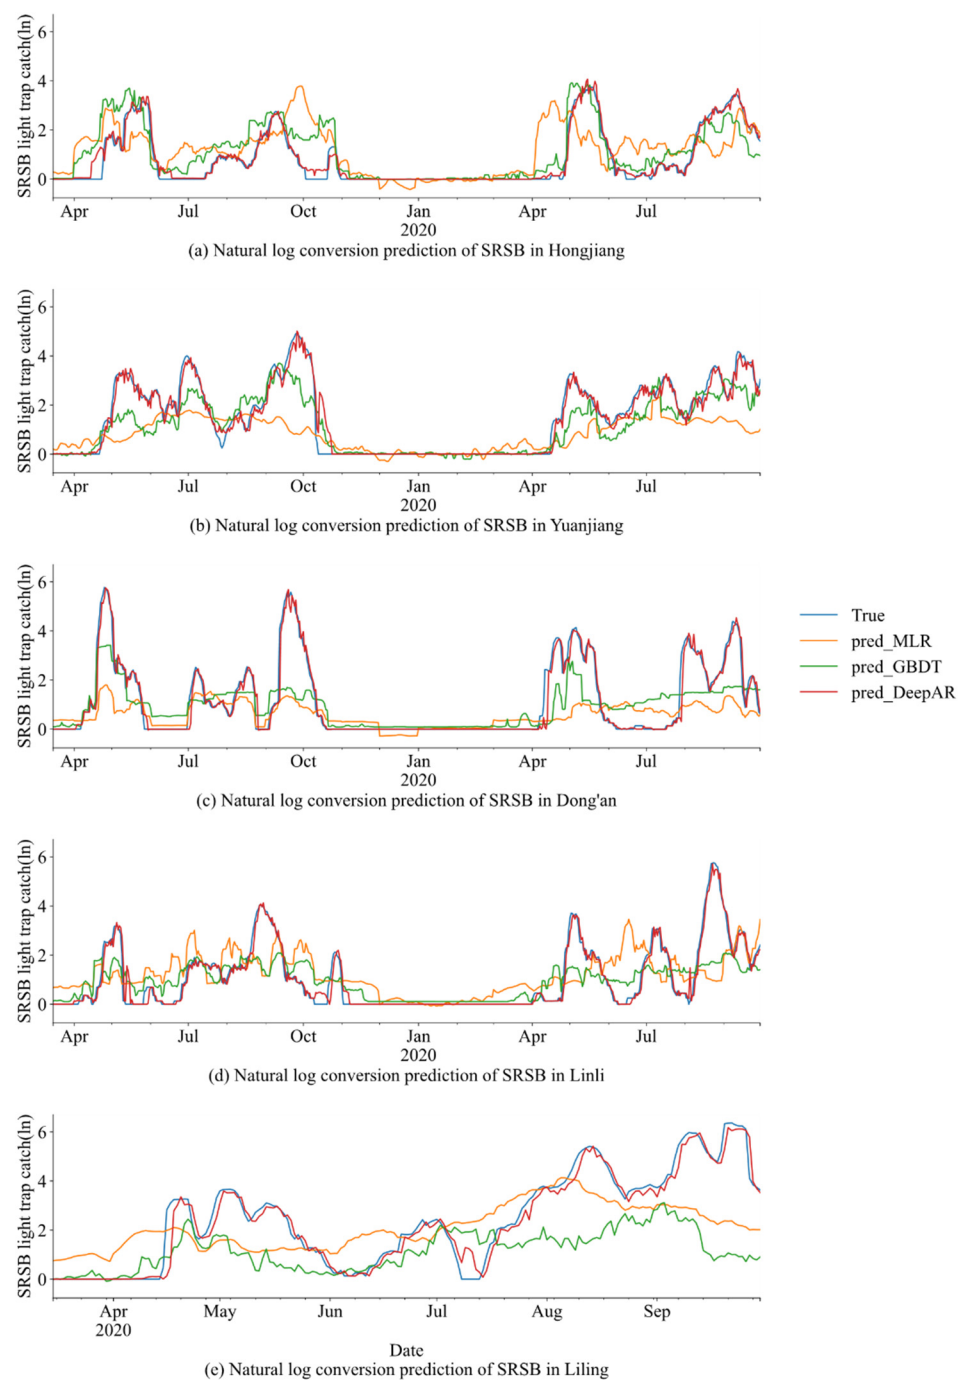 SRSB light trap catch(ln)
6
4
2
0
Apr Jul Oct Jan Apr Jul
2020
(a) Natural log conversion prediction of SRSB in Hongjiang
SRSB light trap catch(ln)
6
4
2
0
Apr Jul Oct Jan Apr Jul
2020
(b) Natural log conversion prediction of SRSB in Yuanjiang
SRSB light trap catch(ln)
6
4
2
0
Apr Jul Oct Jan Apr Jul
2020
(c) Natural log conversion prediction of SRSB in Dong'an
True
pred_MLR
pred_GBDT
pred_DeepAR
SRSB light trap catch(ln)
6
4
2
0
Apr Jul Oct Jan Apr Jul
2020
(d) Natural log conversion prediction of SRSB in Linli
SRSB light trap catch(ln)
6
4
2
0
Apr May Jun Jul Aug Sep
2020
Date
(e) Natural log conversion prediction of SRSB in Liling